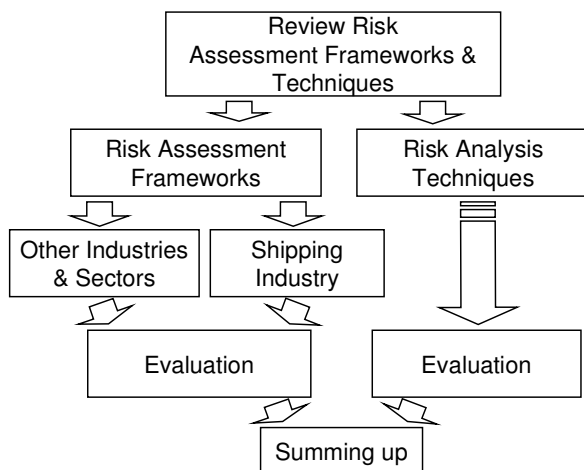 Review Risk
Assessment Frameworks &
Techniques
Risk Assessment
Frameworks
Risk Analysis
Techniques
Other Industries
& Sectors
Shipping
Industry
Evaluation
Evaluation
Summing up